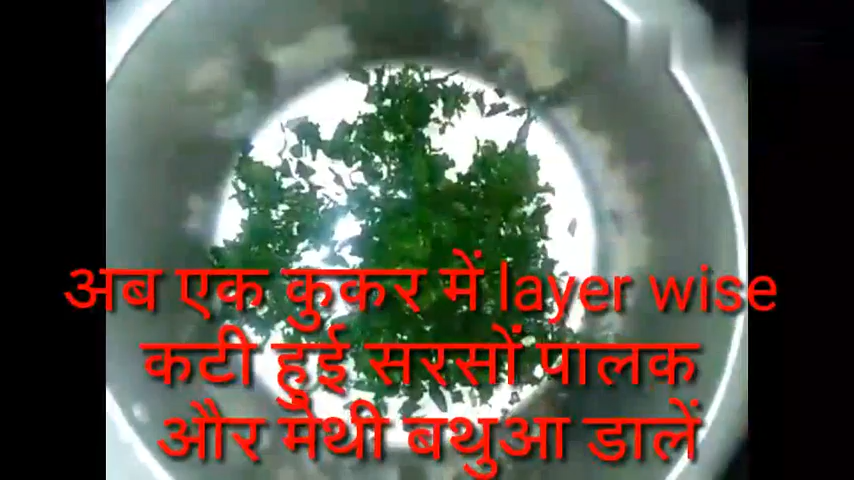 अब एक कुकर में layer wise
कटी हुई सरसों पालक
और मेथी बथुआ डालें